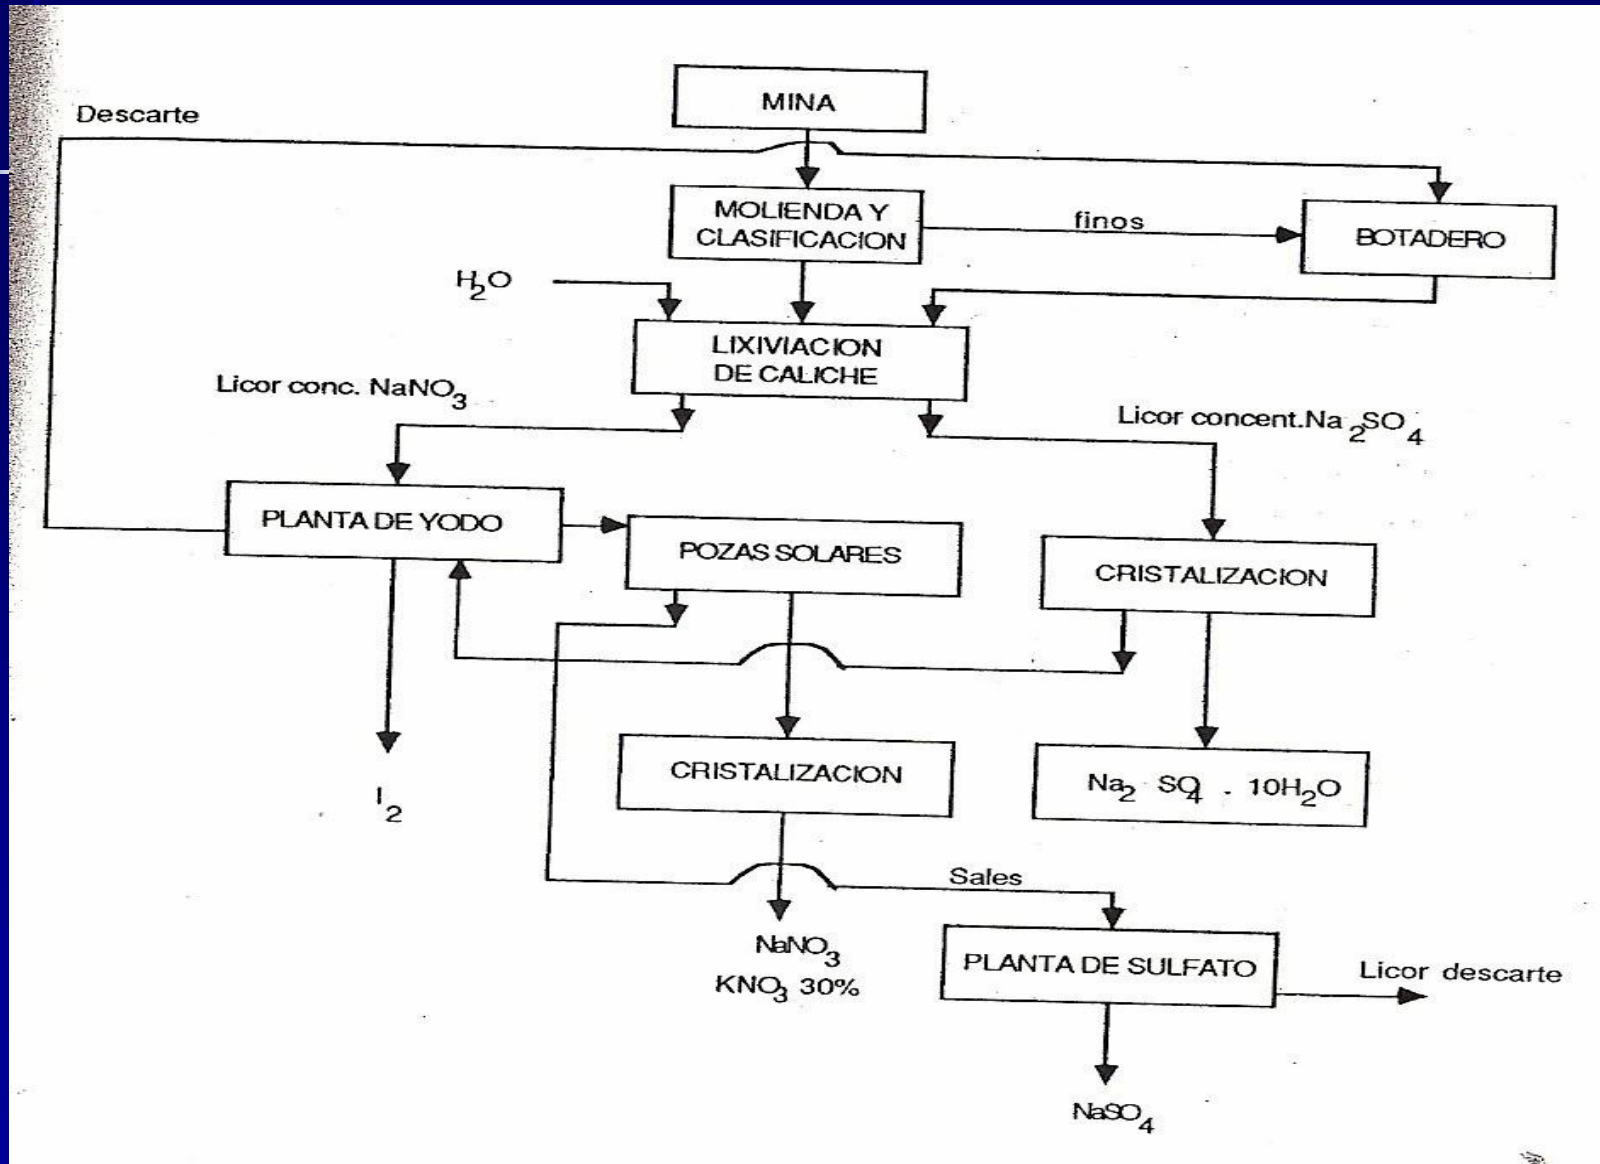 MINA
Descarte
MOLIENDA Y
CLASIFICACION
finos
BOTADERO
H₂O
LIXIVIACION
DE CALICHE
Licor conc. NaNO₃
Licor concent.Na₂SO₄
PLANTA DE YODO
POZAS SOLARES
CRISTALIZACION
CRISTALIZACION
Na₂ SO₄ . 10H₂O
I₂
Sales
NaNO₃
KNO₃ 30%
PLANTA DE SULFATO
Licor descarte
NaSO₄